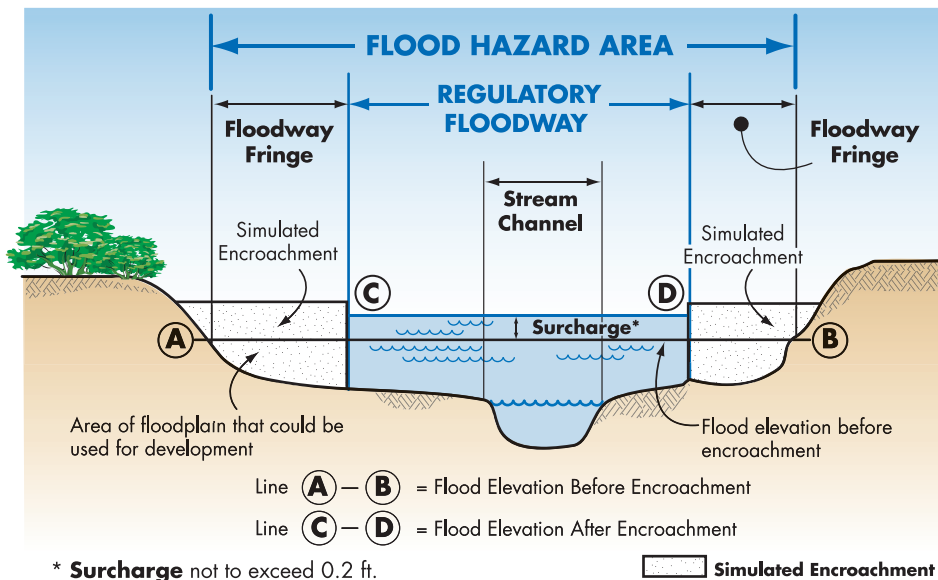 FLOOD HAZARD AREA
REGULATORY
FLOODWAY
Floodway
Fringe
Floodway
Fringe
Stream
Channel
Simulated
Encroachment
Simulated
Encroachment
C
D
Surcharge*
A
B
Area of floodplain that could be
used for development
Flood elevation before
encroachment
Line A — B = Flood Elevation Before Encroachment
Line C — D = Flood Elevation After Encroachment
* Surcharge not to exceed 0.2 ft.
Simulated Encroachment